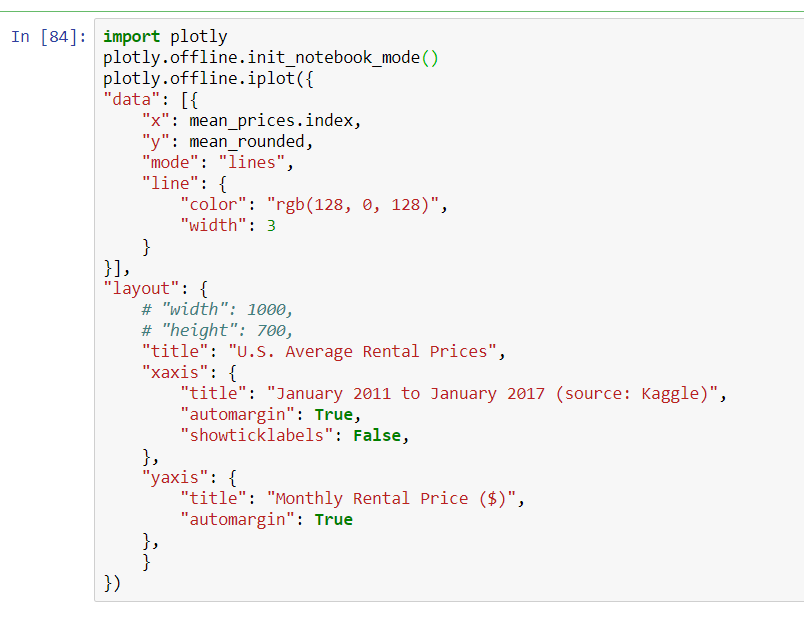 In [84]: import plotly
plotly.offline.init_notebook_mode()
plotly.offline.iplot({
"data": [{
    "x": mean_prices.index,
    "y": mean_rounded,
    "mode": "lines",
    "line": {
        "color": "rgb(128, 0, 128)",
        "width": 3
    }
}],
"layout": {
    # "width": 1000,
    # "height": 700,
    "title": "U.S. Average Rental Prices",
    "xaxis": {
        "title": "January 2011 to January 2017 (source: Kaggle)",
        "automargin": True,
        "showticklabels": False,
    },
    "yaxis": {
        "title": "Monthly Rental Price ($)",
        "automargin": True
    },
    }
})